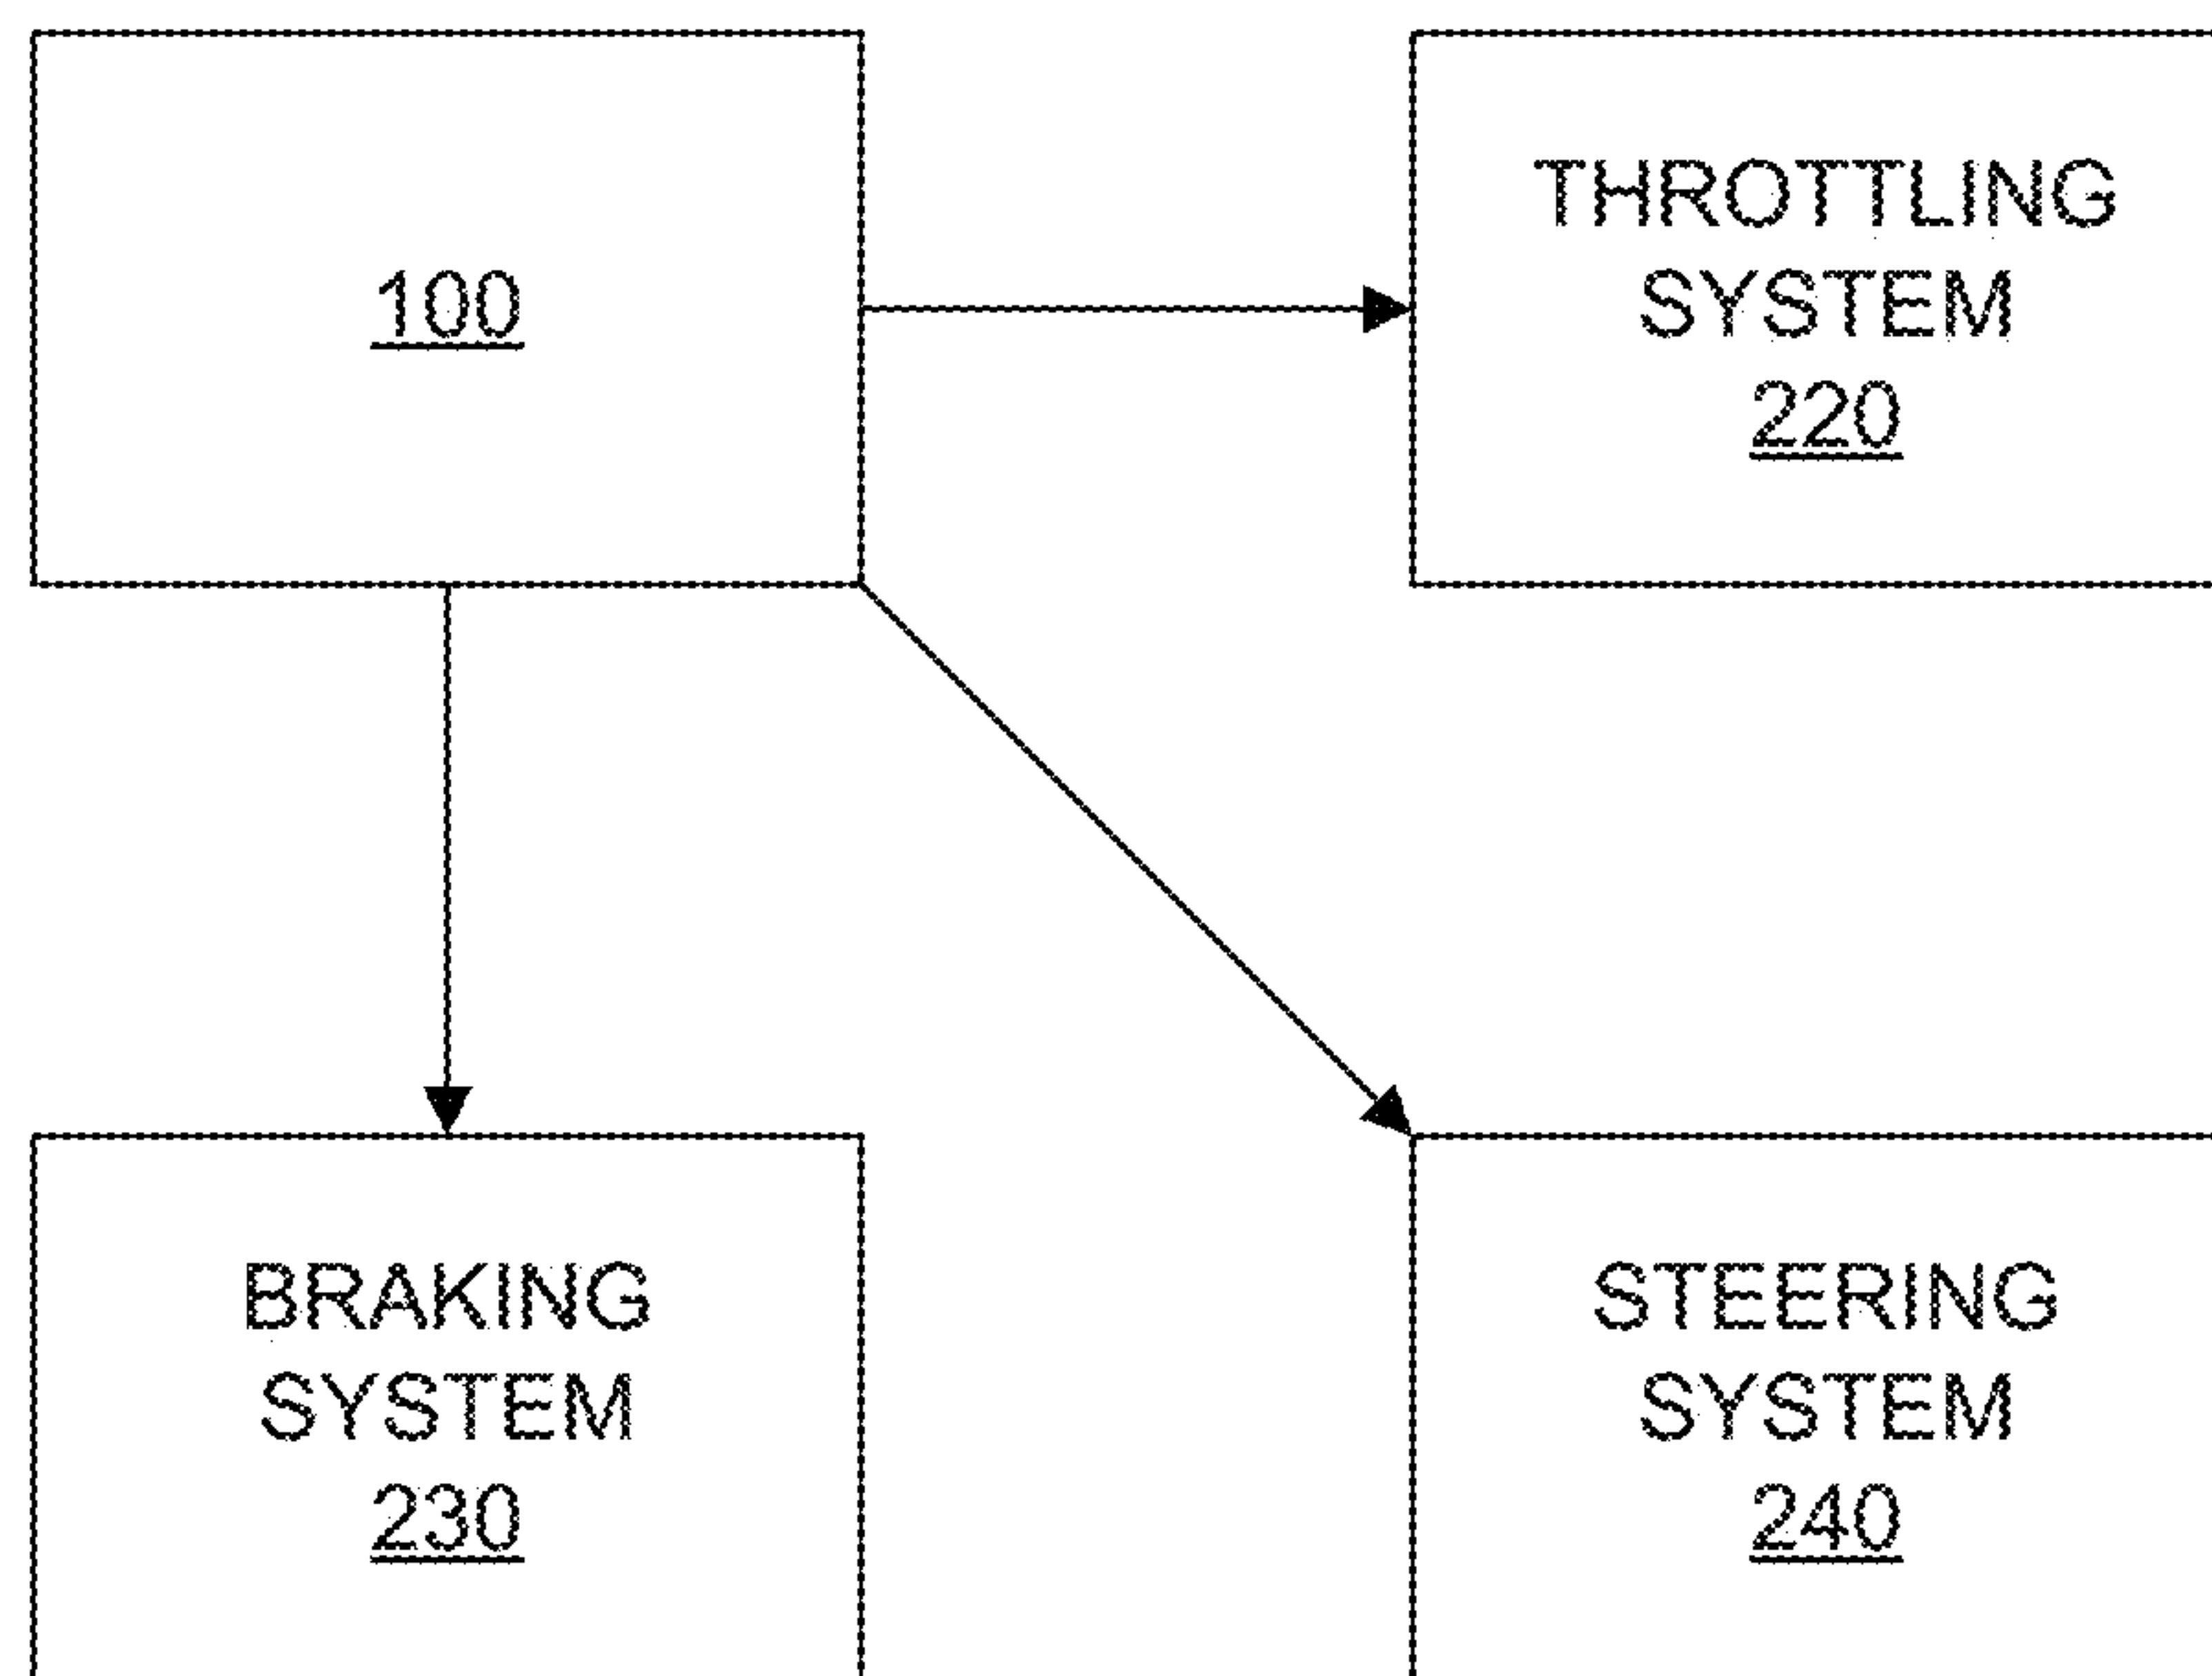 100
THROTTLING
SYSTEM
220
BRAKING
SYSTEM
230
STEERING
SYSTEM
240